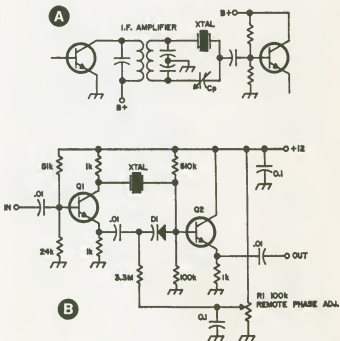 A
I.F. AMPLIFIER
XTAL
B+
Cp
B+
B
+12
51k
1k
XTAL
510k
0.1
Q1
Q2
IN
.01
.01
D1
.01
OUT
24k
1k
3.3M
100k
1k
R1 100k
REMOTE PHASE ADJ.
0.1